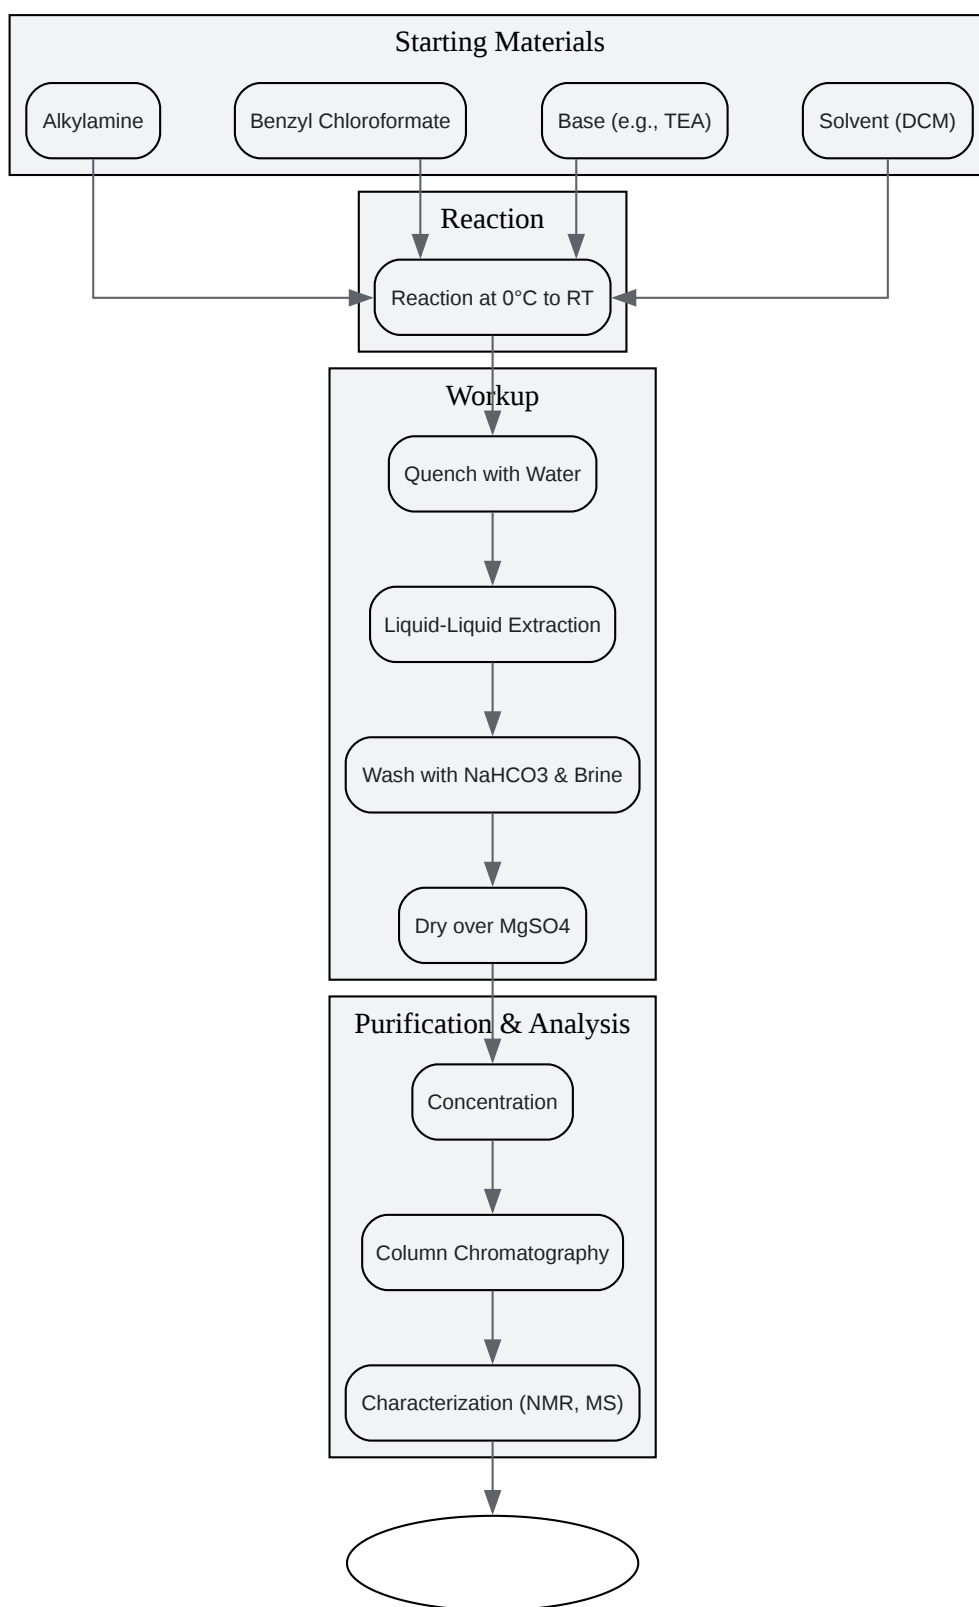 Starting Materials
Alkylamine
Benzyl Chloroformate
Base (e.g., TEA)
Solvent (DCM)
Reaction
Reaction at 0°C to RT
Workup
Quench with Water
Liquid-Liquid Extraction
Wash with NaHCO3 & Brine
Dry over MgSO4
Purification & Analysis
Concentration
Column Chromatography
Characterization (NMR, MS)